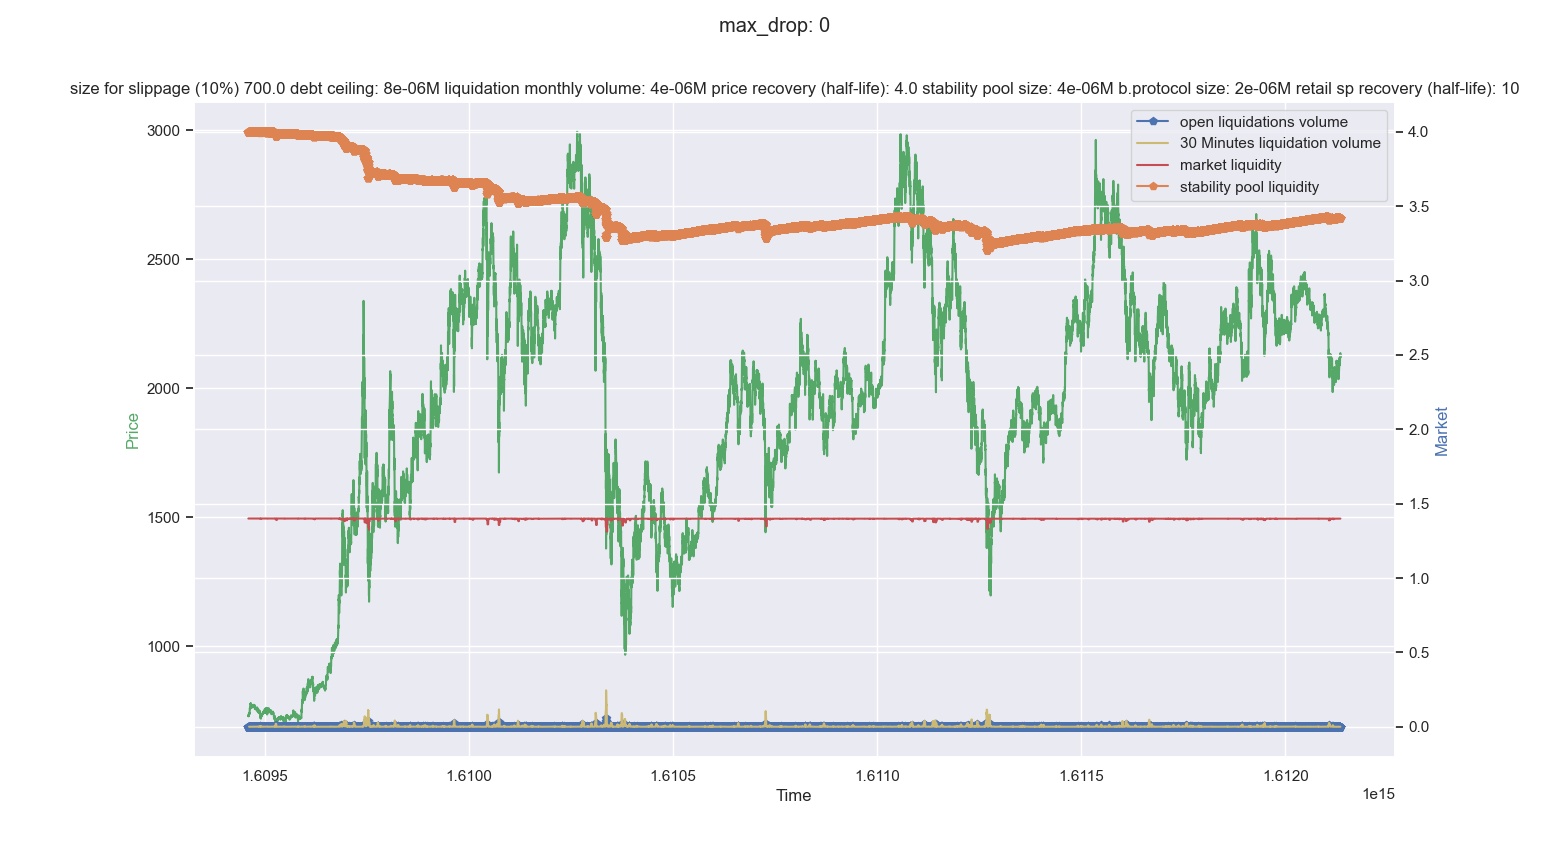 max_drop: 0
size for slippage (10%) 700.0 debt ceiling: 8e-06M liquidation monthly volume: 4e-06M price recovery (half-life): 4.0 stability pool size: 4e-06M b.protocol size: 2e-06M retail sp recovery (half-life): 10
open liquidations volume
30 Minutes liquidation volume
market liquidity
stability pool liquidity
3000
2500
2000
1500
1000
Price
4.0
3.5
3.0
2.5
2.0
1.5
1.0
0.5
0.0
Market
1.6095 1.6100 1.6105 1.6110 1.6115 1.6120
Time
1e15